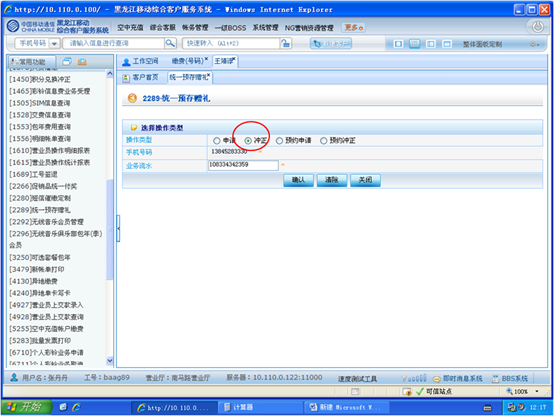 http://10.110.0.100/ - 黑龙江移动综合客户服务系统 - Windows Internet Explorer
中国移动通信 CHINA MOBILE
黑龙江移动
综合客户服务系统
空中充值 综合客服 帐务管理 一级BOSS 系统管理 NG营销资源管理 更多
手机号码 请输入信息进行查询 快速转入 (Alt+2) 整体面板定制
常用功能
工作空间 缴费(号码)
客户首页 统一预存赠礼
[1450]积分兑换冲正
[1465]彩铃信息费业务受理
[1505]SIM信息查询
[1528]交费信息查询
[1553]包年费用查询
[1556]明细帐单查询
[1610]营业员操作明细报表
[1615]营业员操作统计报表
[1689]工号签退
[2266]促销品统一付奖
[2280]短信催缴定制
[2289]统一预存赠礼
[2292]无线音乐会员管理
[2296]无线音乐俱乐部包年(季)
会员
[3250]可选套餐包年
[3479]新帐单打印
[4130]异地缴费
[4240]异地单卡写卡
[4927]营业员上交款录入
[4928]营业员上交款查询
[5255]空中充值帐户缴费
[5283]批量发票打印
[6710]个人彩铃业务申请
2289·统一预存赠礼
选择操作类型
操作类型 申请 冲正 预约申请 预约冲正
手机号码 13845283330
业务流水 108334342359
确认 清除 关闭
用户名：张丹丹 工号：baag89 营业厅：南马路营业厅 服务器：10.110.0.122:11000 速度测试工具 即时消息系统 BBS系统
可信站点 100%
开始 http://10.110.0.... 计算器 新建 Microsoft W... 12:17